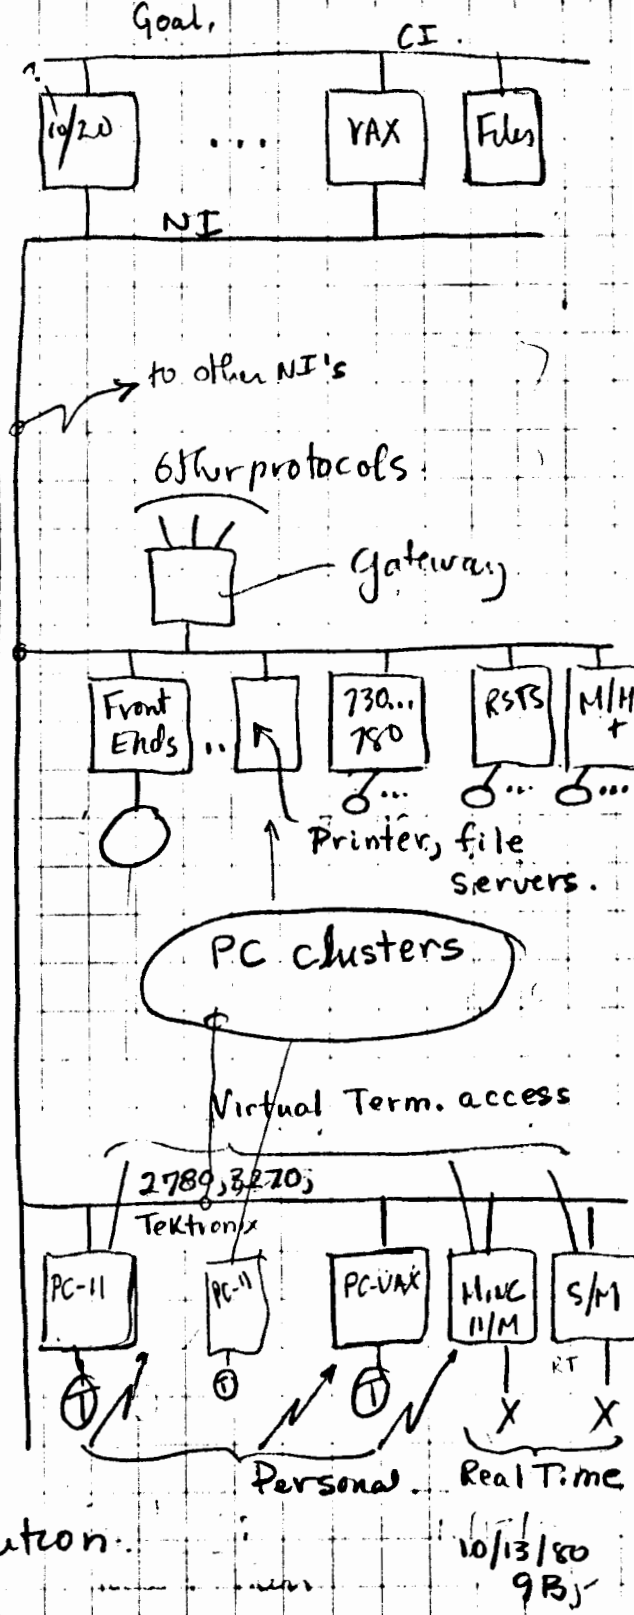 Goal.
CI.
10/20 ... VAX Files
NI
to other NI's
Other protocols.
Gateway
Front Ends .. 730... 780 RSTS M/M +
... ... ...
Printer, file
servers.
PC clusters
Virtual Term. access
2789, 3270,
Tektronix
PC-11 PC-11 PC-VAX MINC 11/M S/M
RT
T T T X X
Personal. Real Time
10/13/80
GB